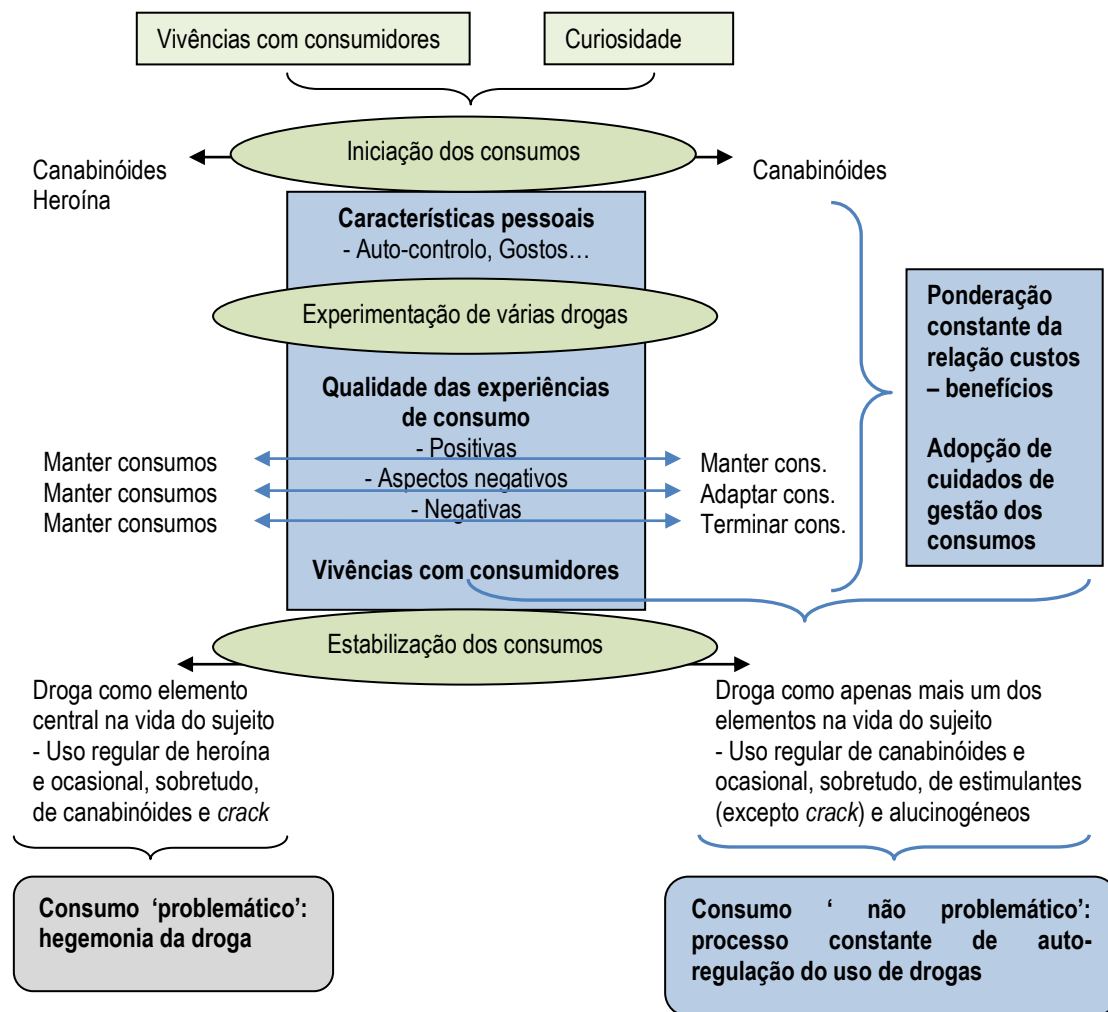 Vivências com consumidores
Curiosidade
Iniciação dos consumos
Canabinóides
Heroína
Canabinóides
Características pessoais
- Auto-controlo, Gostos…
Experimentação de várias drogas
Ponderação
constante da
relação custos
– benefícios
Adopção de
cuidados de
gestão dos
consumos
Qualidade das experiências
de consumo
- Positivas
- Aspectos negativos
- Negativas
Manter consumos
Manter consumos
Manter consumos
Manter cons.
Adaptar cons.
Terminar cons.
Vivências com consumidores
Estabilização dos consumos
Droga como elemento
central na vida do sujeito
- Uso regular de heroína
e ocasional, sobretudo,
de canabinóides e crack
Droga como apenas mais um dos
elementos na vida do sujeito
- Uso regular de canabinóides e
ocasional, sobretudo, de estimulantes
(excepto crack) e alucinogéneos
Consumo ‘problemático’:
hegemonia da droga
Consumo ‘ não problemático’:
processo constante de auto-
regulação do uso de drogas